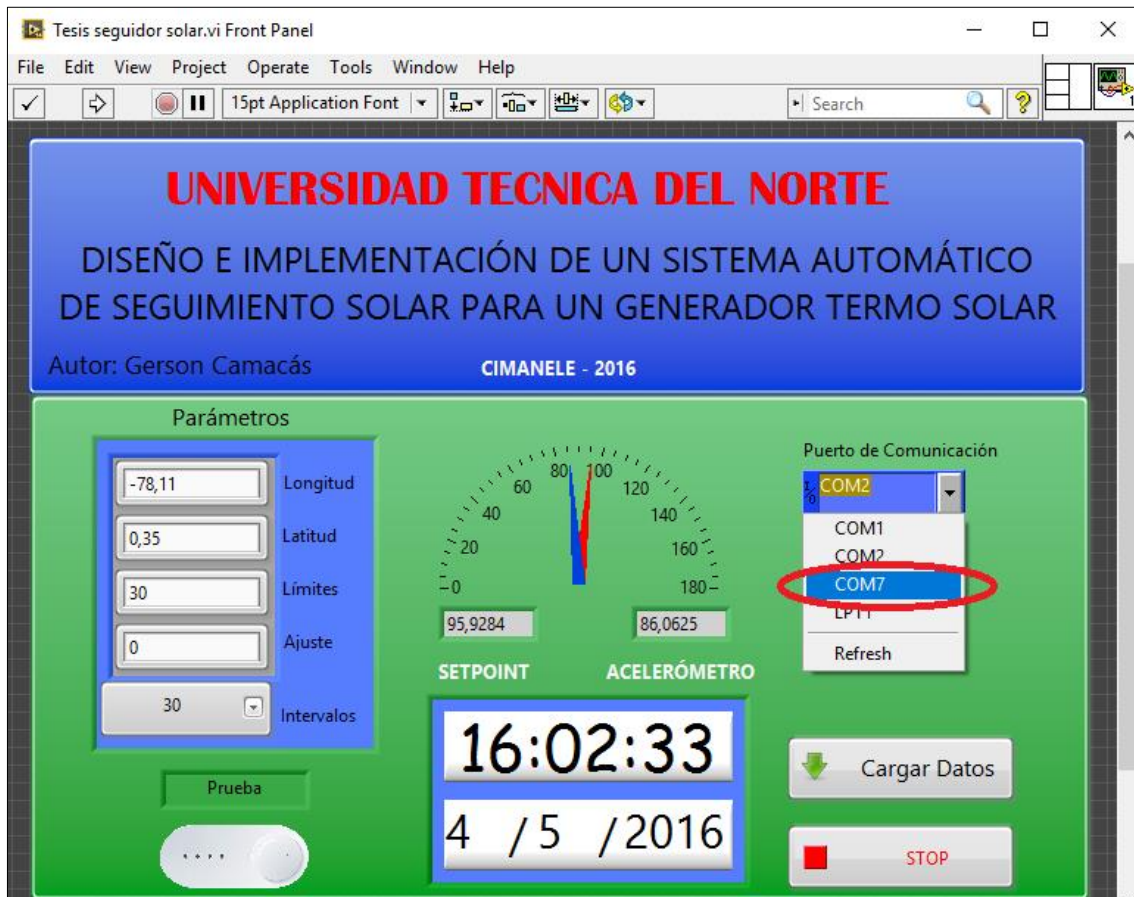 Tesis seguidor solar.vi Front Panel
File Edit View Project Operate Tools Window Help
15pt Application Font
Search
1
UNIVERSIDAD TECNICA DEL NORTE
DISEÑO E IMPLEMENTACIÓN DE UN SISTEMA AUTOMÁTICO
DE SEGUIMIENTO SOLAR PARA UN GENERADOR TERMO SOLAR
Autor: Gerson Camacás
CIMANELE - 2016
Parámetros
-78,11 Longitud
0,35 Latitud
30 Límites
0 Ajuste
30 Intervalos
Prueba
0 20 40 60 80 100 120 140 160 180
95,9284 86,0625
SETPOINT ACELERÓMETRO
16:02:33
4 / 5 / 2016
Puerto de Comunicación
COM2
COM1
COM2
COM7
LPT1
Refresh
Cargar Datos
STOP